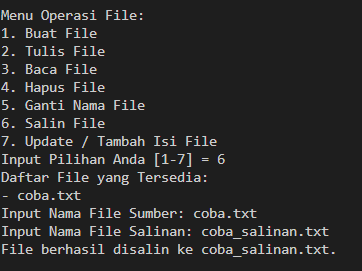 Menu Operasi File:
1. Buat File
2. Tulis File
3. Baca File
4. Hapus File
5. Ganti Nama File
6. Salin File
7. Update / Tambah Isi File
Input Pilihan Anda [1-7] = 6
Daftar File yang Tersedia:
- coba.txt
Input Nama File Sumber: coba.txt
Input Nama File Salinan: coba_salinan.txt
File berhasil disalin ke coba_salinan.txt.